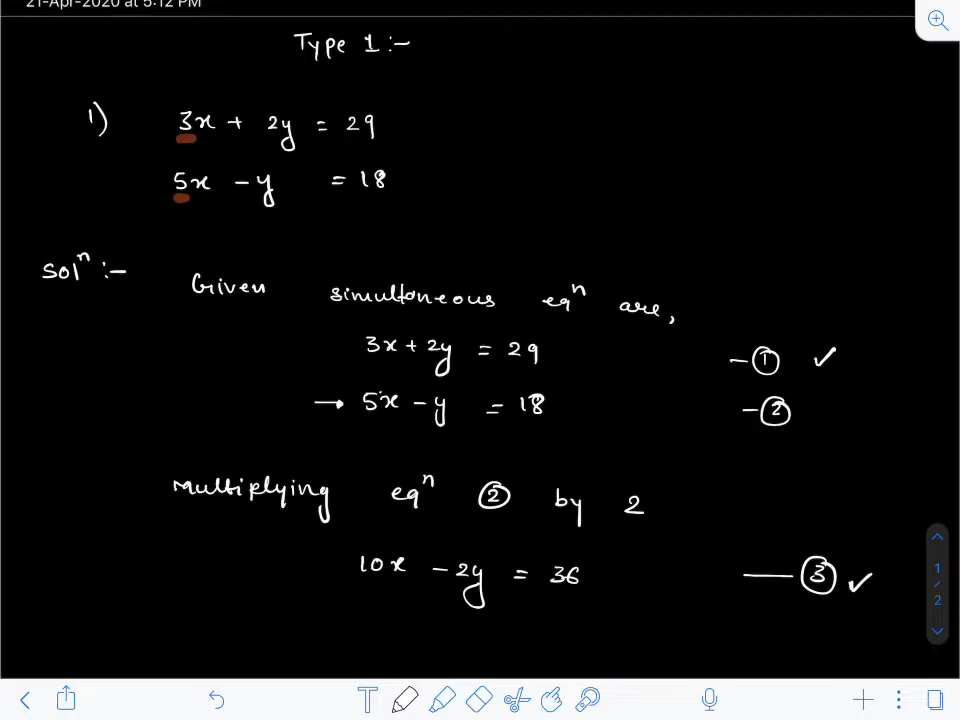 21-Apr-2020 at 5:12 PM
Type 1:-
1) 3x + 2y = 29
5x - y = 18
Solⁿ :- Given simultaneous eqⁿ are,
3x + 2y = 29 - ① ✓
→ 5x - y = 18 - ②
Multiplying eqⁿ ② by 2
10x - 2y = 36 — ③ ✓
1
/
2
T